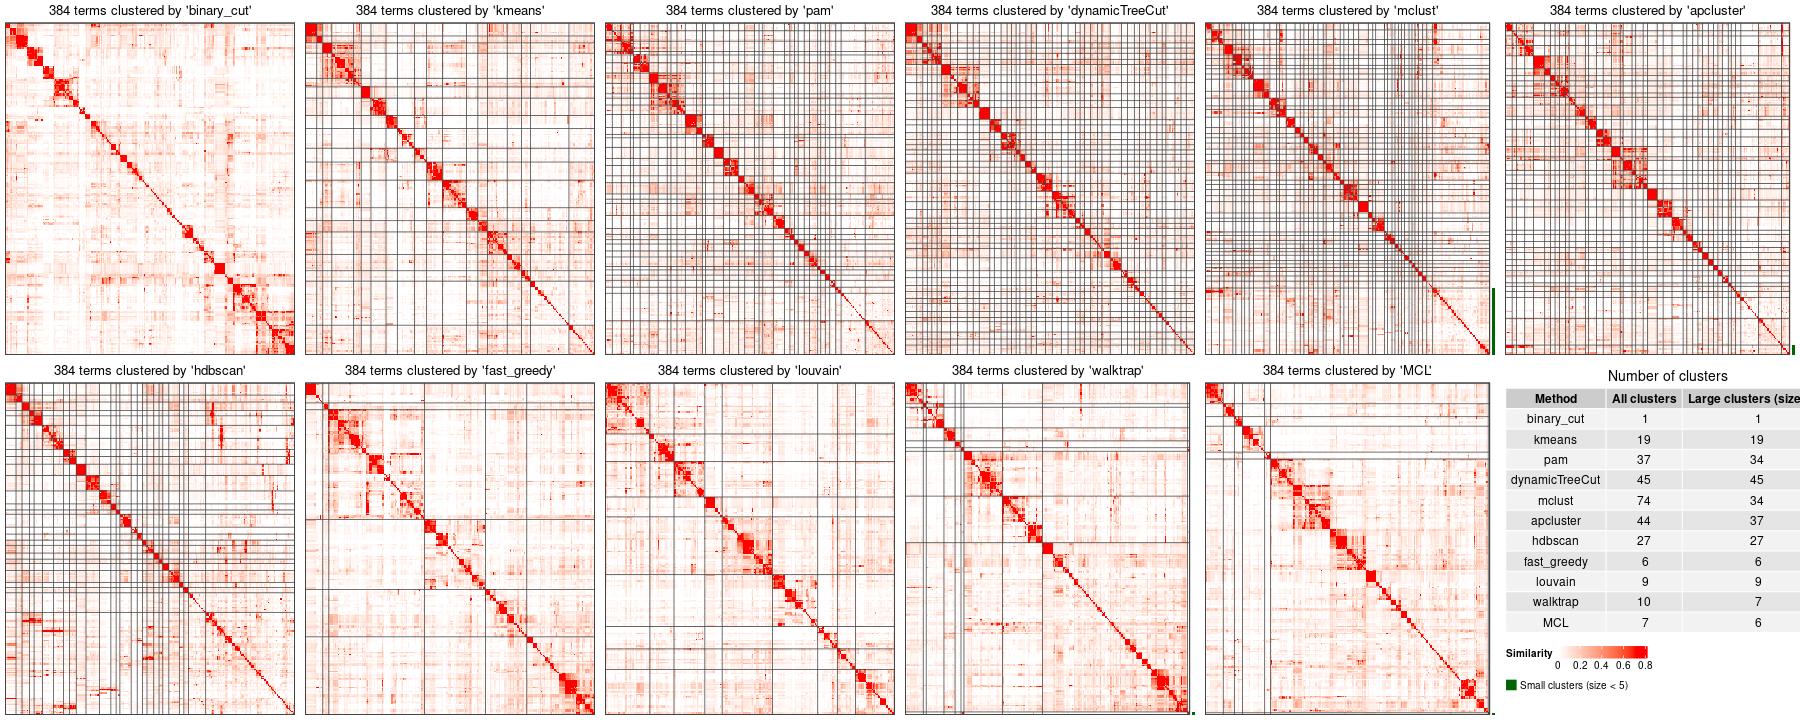 384 terms clustered by 'binary_cut'
384 terms clustered by 'kmeans'
384 terms clustered by 'pam'
384 terms clustered by 'dynamicTreeCut'
384 terms clustered by 'mclust'
384 terms clustered by 'apcluster'
384 terms clustered by 'hdbscan'
384 terms clustered by 'fast_greedy'
384 terms clustered by 'louvain'
384 terms clustered by 'walktrap'
384 terms clustered by 'MCL'
Number of clusters
Method All clusters Large clusters (size
binary_cut 1 1
kmeans 19 19
pam 37 34
dynamicTreeCut 45 45
mclust 74 34
apcluster 44 37
hdbscan 27 27
fast_greedy 6 6
louvain 9 9
walktrap 10 7
MCL 7 6
Similarity
0 0.2 0.4 0.6 0.8
Small clusters (size < 5)